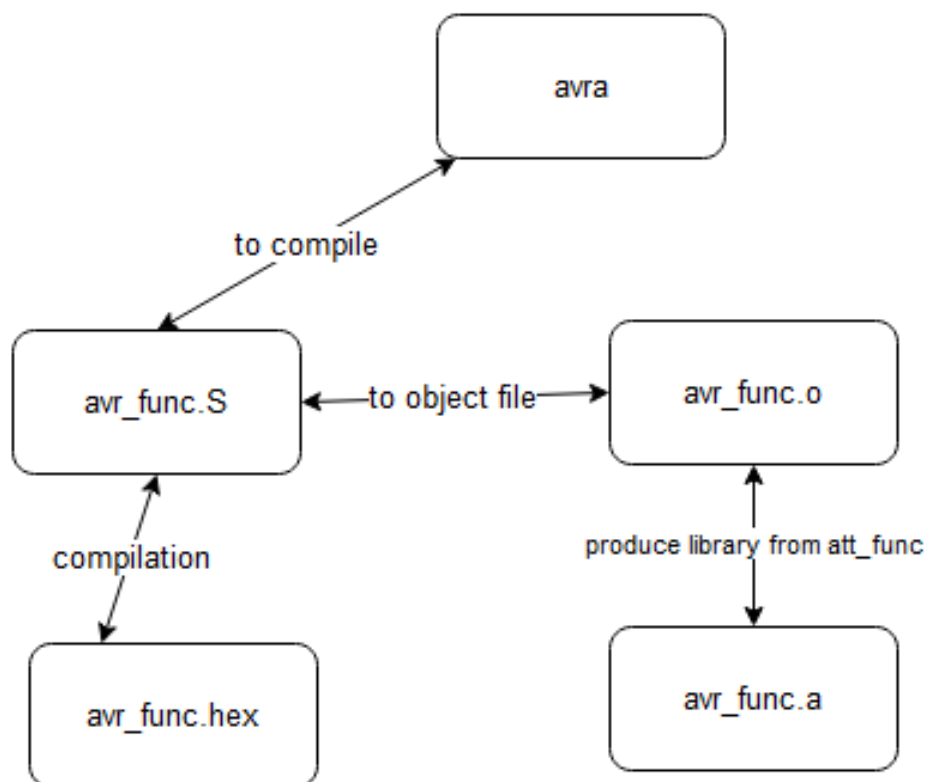 avra
to compile
avr_func.S
to object file
avr_func.o
compilation
produce library from att_func
avr_func.hex
avr_func.a